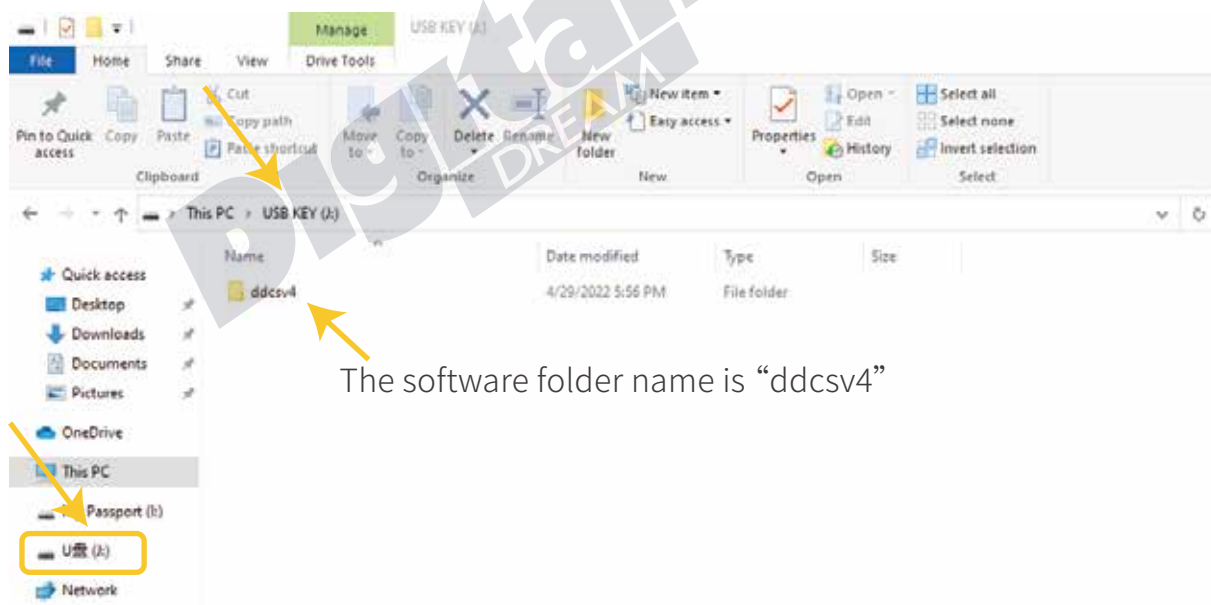 Manage USB KEY (J:)
File Home Share View Drive Tools
Pin to Quick access
Copy
Paste
Cut
Copy path
Paste shortcut
Clipboard
Move to
Copy to
Delete
Rename
Organize
New folder
New item
Easy access
New
Properties
Open
Edit
History
Open
Select all
Select none
Invert selection
Select
This PC > USB KEY (J:)
Name Date modified Type Size
ddcsv4 4/29/2022 5:56 PM File folder
Quick access
Desktop
Downloads
Documents
Pictures
OneDrive
This PC
Passport (I:)
U盘 (J:)
Network
The software folder name is “ddcsv4”
Digital
DREAM